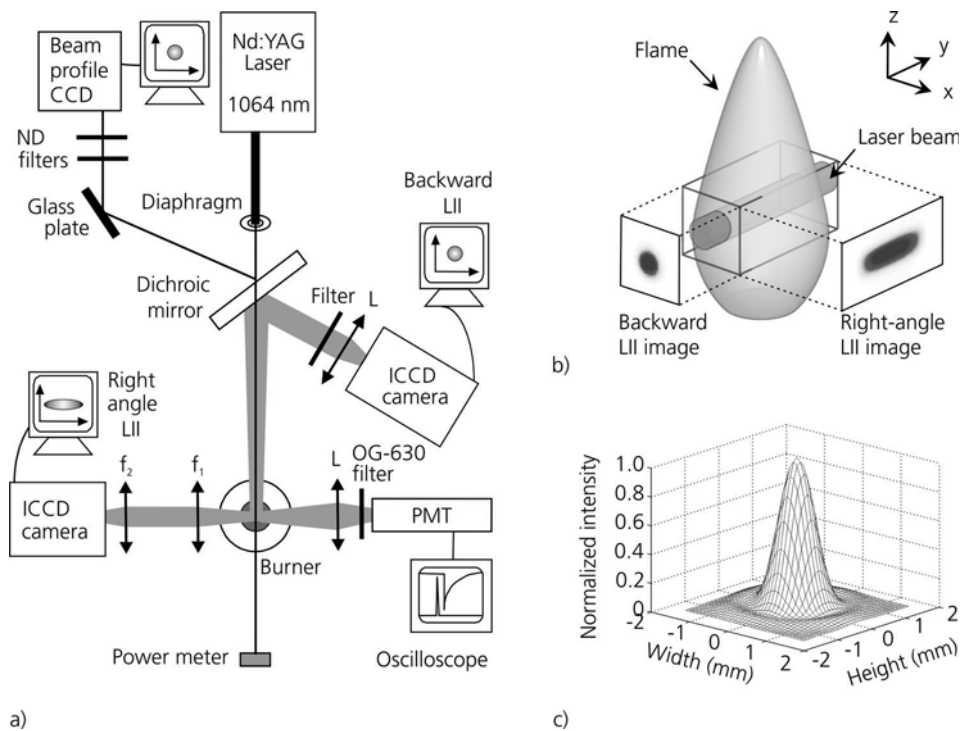 Beam
profile
CCD
Nd:YAG
Laser
1064 nm
ND
filters
Glass
plate
Diaphragm
Dichroic
mirror
Backward
LII
Filter
L
ICCD
camera
Right
angle
LII
f2
f1
L
OG-630
filter
ICCD
camera
PMT
Burner
Power meter
Oscilloscope
a)
Flame
z
y
x
Laser beam
Backward
LII image
Right-angle
LII image
b)
Normalized intensity
1.0
0.8
0.6
0.4
0.2
0
-2
-1
0
1
2
Width (mm)
-2
-1
0
1
2
Height (mm)
c)